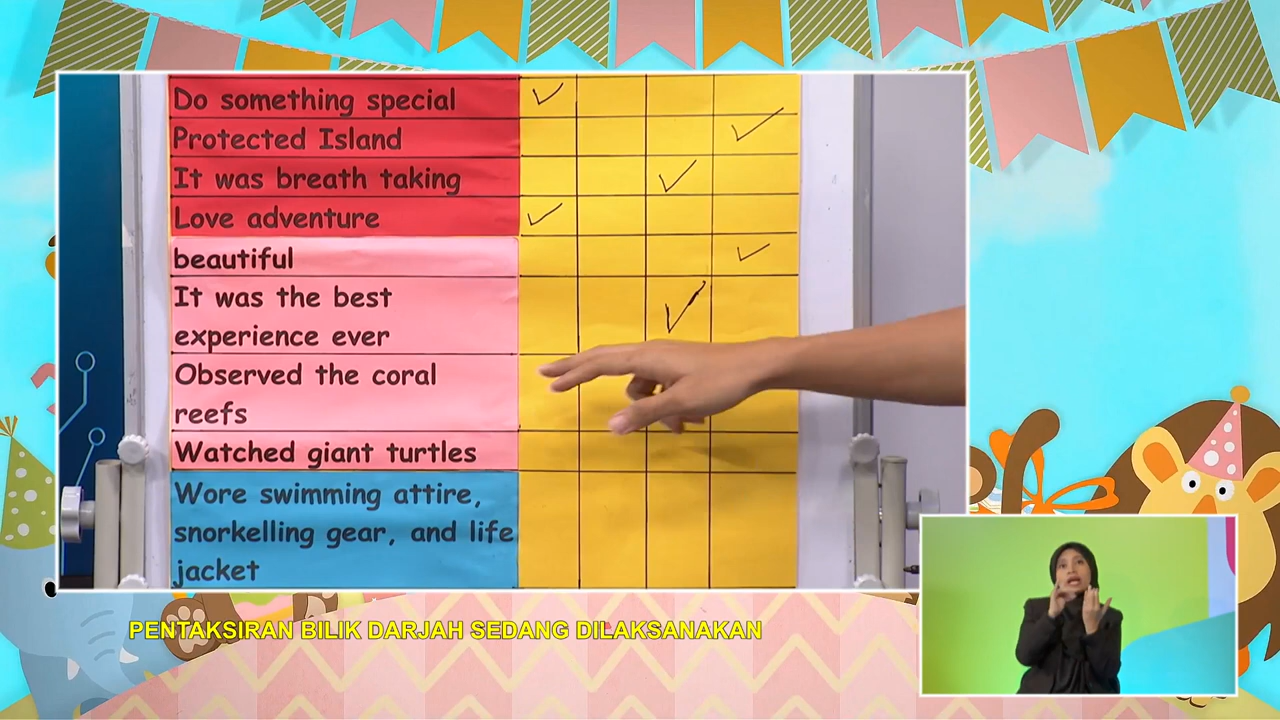 Do something special
Protected Island
It was breath taking
Love adventure
beautiful
It was the best
experience ever
Observed the coral
reefs
Watched giant turtles
Wore swimming attire,
snorkelling gear, and life
jacket
PENTAKSIRAN BILIK DARJAH SEDANG DILAKSANAKAN